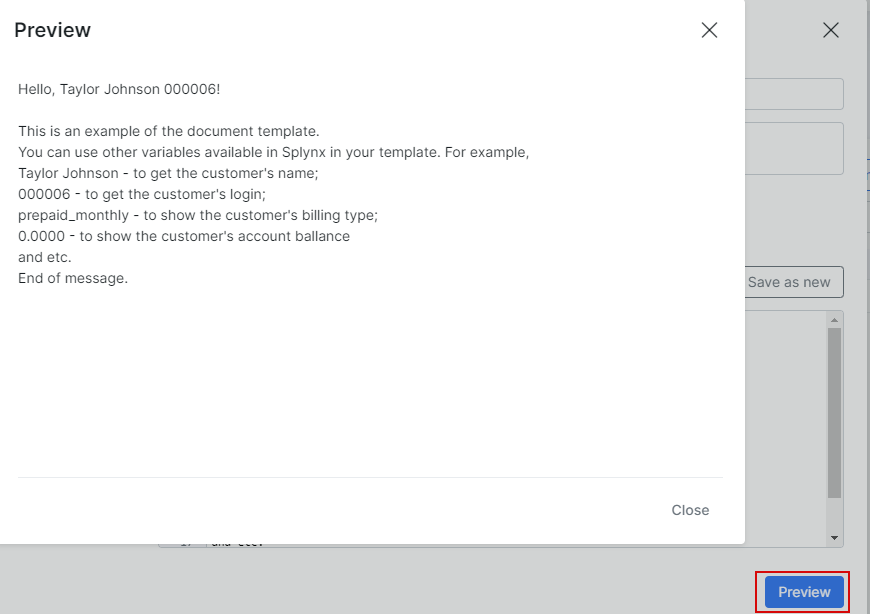 Preview
Hello, Taylor Johnson 000006!
This is an example of the document template.
You can use other variables available in Splynx in your template. For example,
Taylor Johnson - to get the customer's name;
000006 - to get the customer's login;
prepaid_monthly - to show the customer's billing type;
0.0000 - to show the customer's account ballance
and etc.
End of message.
Save as new
Close
Preview